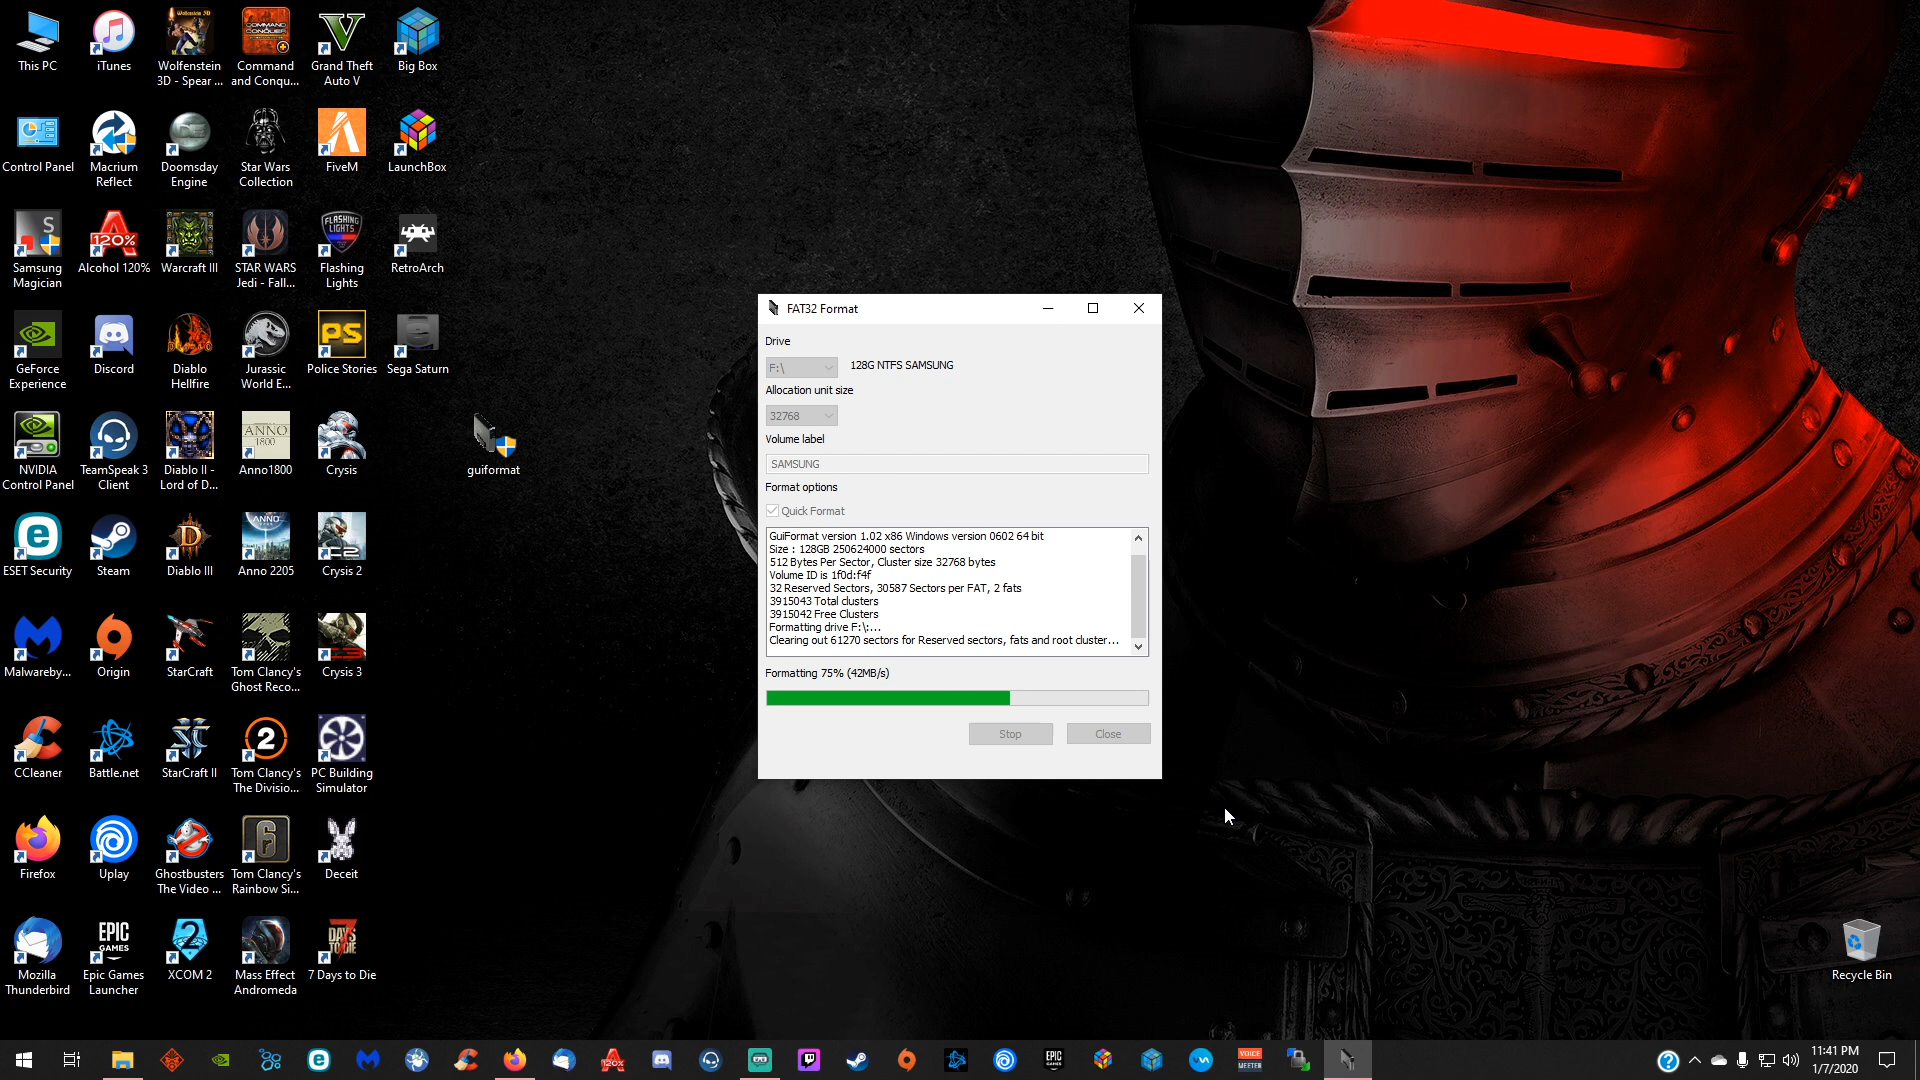 This PC
iTunes
Wolfenstein
3D - Spear ...
Command
and Conqu...
Grand Theft
Auto V
Big Box
Control Panel
Macrium
Reflect
Doomsday
Engine
Star Wars
Collection
FiveM
LaunchBox
Samsung
Magician
Alcohol 120%
Warcraft III
STAR WARS
Jedi - Fall...
Flashing
Lights
RetroArch
GeForce
Experience
Discord
Diablo
Hellfire
Jurassic
World E...
Police Stories
Sega Saturn
NVIDIA
Control Panel
TeamSpeak 3
Client
Diablo II -
Lord of D...
Anno1800
Crysis
guiformat
ESET Security
Steam
Diablo III
Anno 2205
Crysis 2
Malwareby...
Origin
StarCraft
Tom Clancy's
Ghost Reco...
Crysis 3
CCleaner
Battle.net
StarCraft II
Tom Clancy's
The Divisio...
PC Building
Simulator
Firefox
Uplay
Ghostbusters
The Video ...
Tom Clancy's
Rainbow Si...
Deceit
Mozilla
Thunderbird
Epic Games
Launcher
XCOM 2
Mass Effect
Andromeda
7 Days to Die
FAT32 Format
Drive
F:\
128G NTFS SAMSUNG
Allocation unit size
32768
Volume label
SAMSUNG
Format options
Quick Format
GuiFormat version 1.02 x86 Windows version 0602 64 bit
Size : 128GB 250624000 sectors
512 Bytes Per Sector, Cluster size 32768 bytes
Volume ID is 1f0d:f4f
32 Reserved Sectors, 30587 Sectors per FAT, 2 fats
3915043 Total clusters
3915042 Free Clusters
Formatting drive F:\:...
Clearing out 61270 sectors for Reserved sectors, fats and root cluster...
Formatting 75% (42MB/s)
Stop
Close
Recycle Bin
11:41 PM
1/7/2020